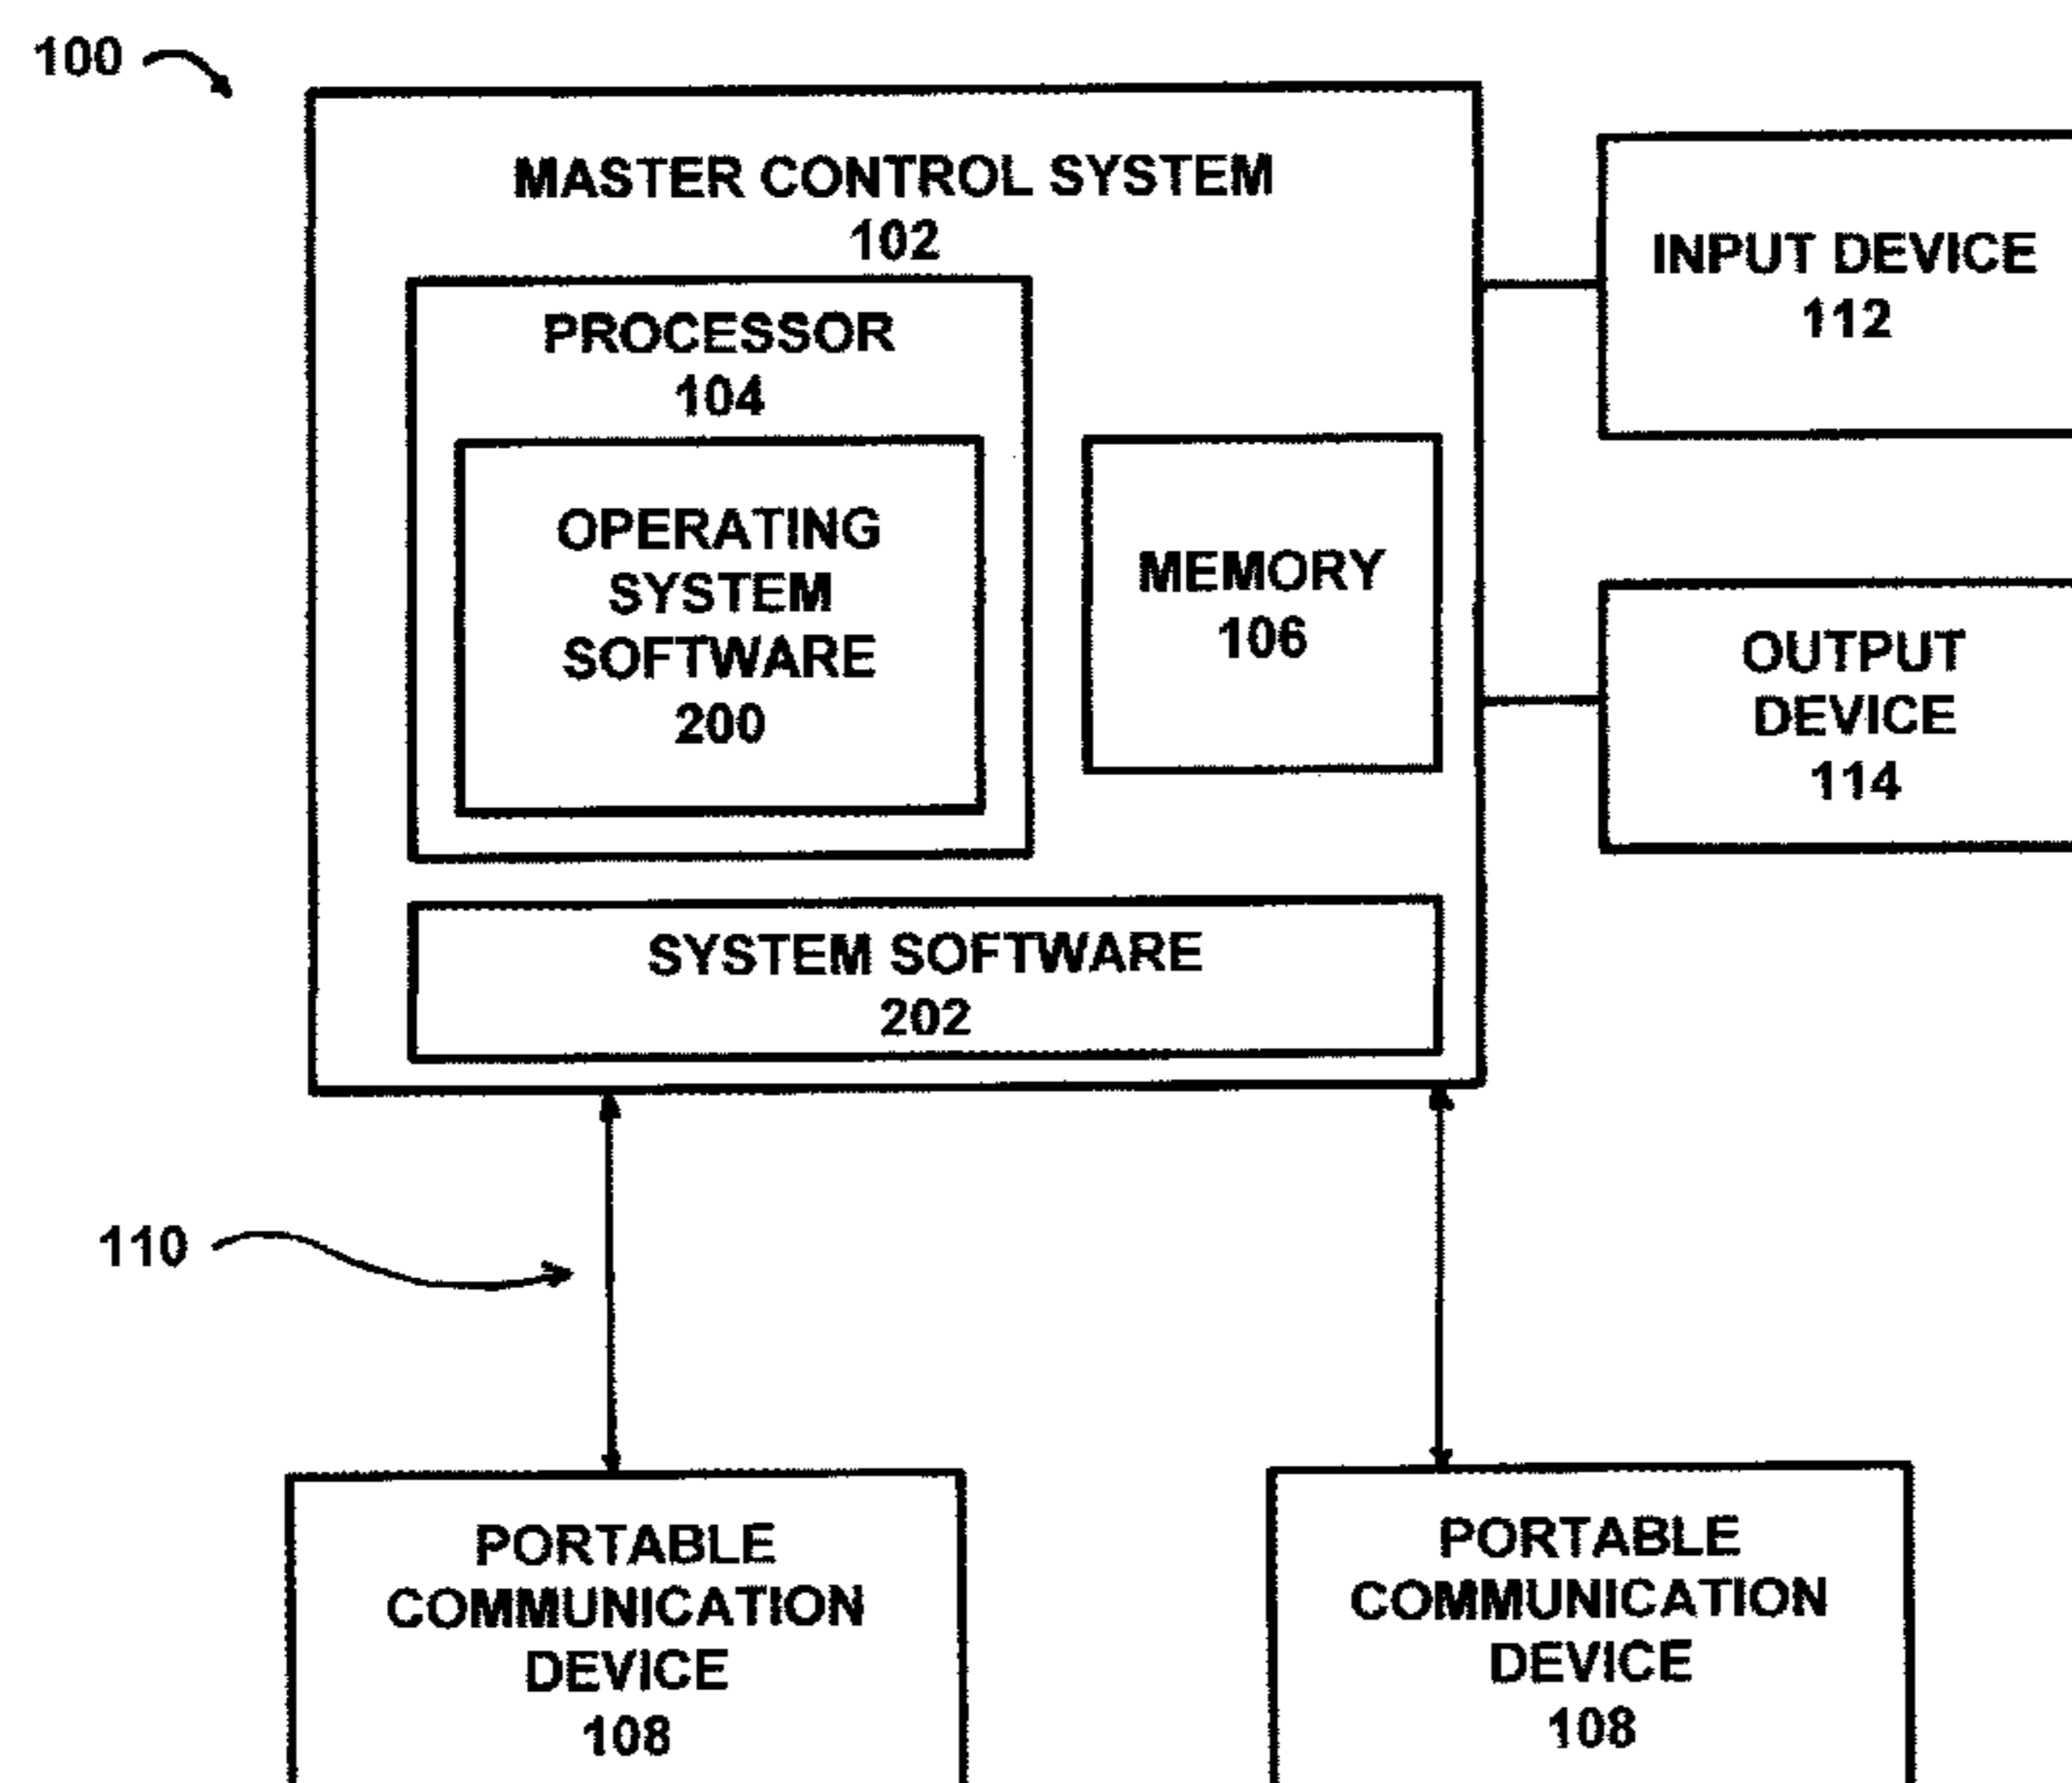 100
MASTER CONTROL SYSTEM
102
PROCESSOR
104
OPERATING
SYSTEM
SOFTWARE
200
MEMORY
106
SYSTEM SOFTWARE
202
INPUT DEVICE
112
OUTPUT
DEVICE
114
110
PORTABLE
COMMUNICATION
DEVICE
108
PORTABLE
COMMUNICATION
DEVICE
108